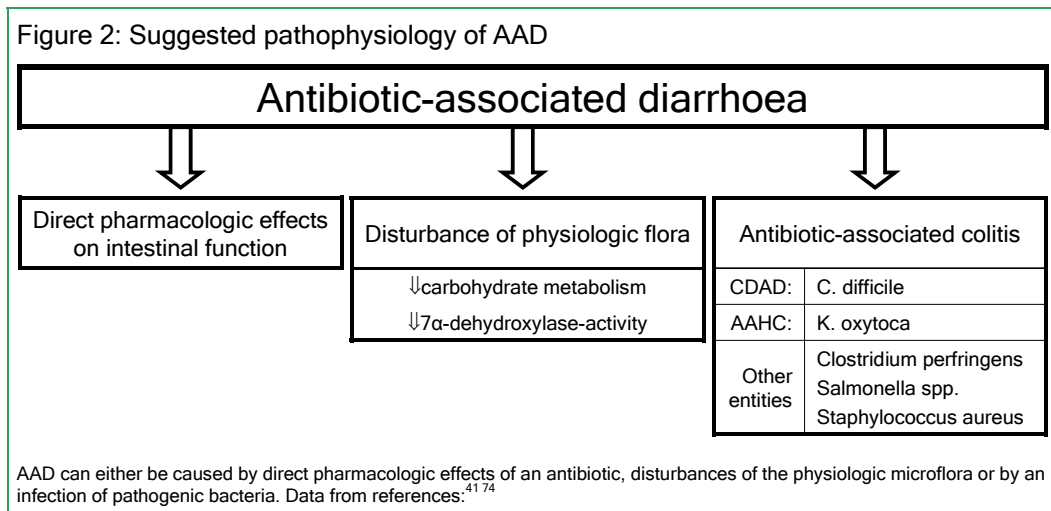 Figure 2: Suggested pathophysiology of AAD
Antibiotic-associated diarrhoea
Direct pharmacologic effects
on intestinal function
Disturbance of physiologic flora
⇓carbohydrate metabolism
⇓7α-dehydroxylase-activity
Antibiotic-associated colitis
CDAD: C. difficile
AAHC: K. oxytoca
Other entities
Clostridium perfringens
Salmonella spp.
Staphylococcus aureus
AAD can either be caused by direct pharmacologic effects of an antibiotic, disturbances of the physiologic microflora or by an
infection of pathogenic bacteria. Data from references:41 74